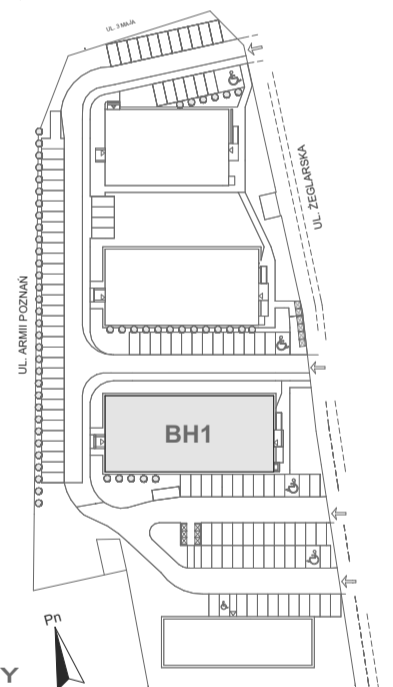 UL. 3 MAJA
UL. ŻEGLARSKA
UL. ARMII POZNAŃ
BH1
Pn
Y